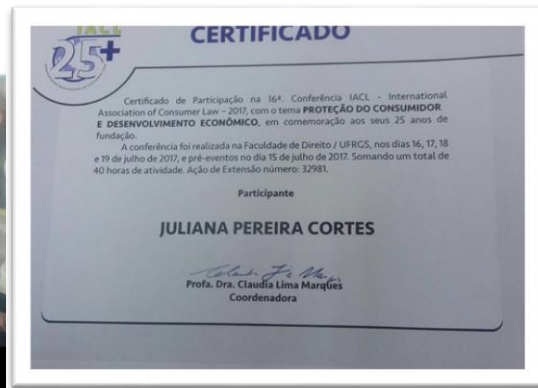 IACL
25+
CERTIFICADO
Certificado de Participação na 16ª. Conferência IACL - International
Association of Consumer Law - 2017, com o tema PROTEÇÃO DO CONSUMIDOR
E DESENVOLVIMENTO ECONÔMICO, em comemoração aos seus 25 anos de
fundação.
A conferência foi realizada na Faculdade de Direito / UFRGS, nos dias 16, 17, 18
e 19 de julho de 2017, e pré-eventos no dia 15 de julho de 2017. Somando um total de
40 horas de atividade. Ação de Extensão número: 32981.
Participante
JULIANA PEREIRA CORTES
Profa. Dra. Claudia Lima Marques
Coordenadora